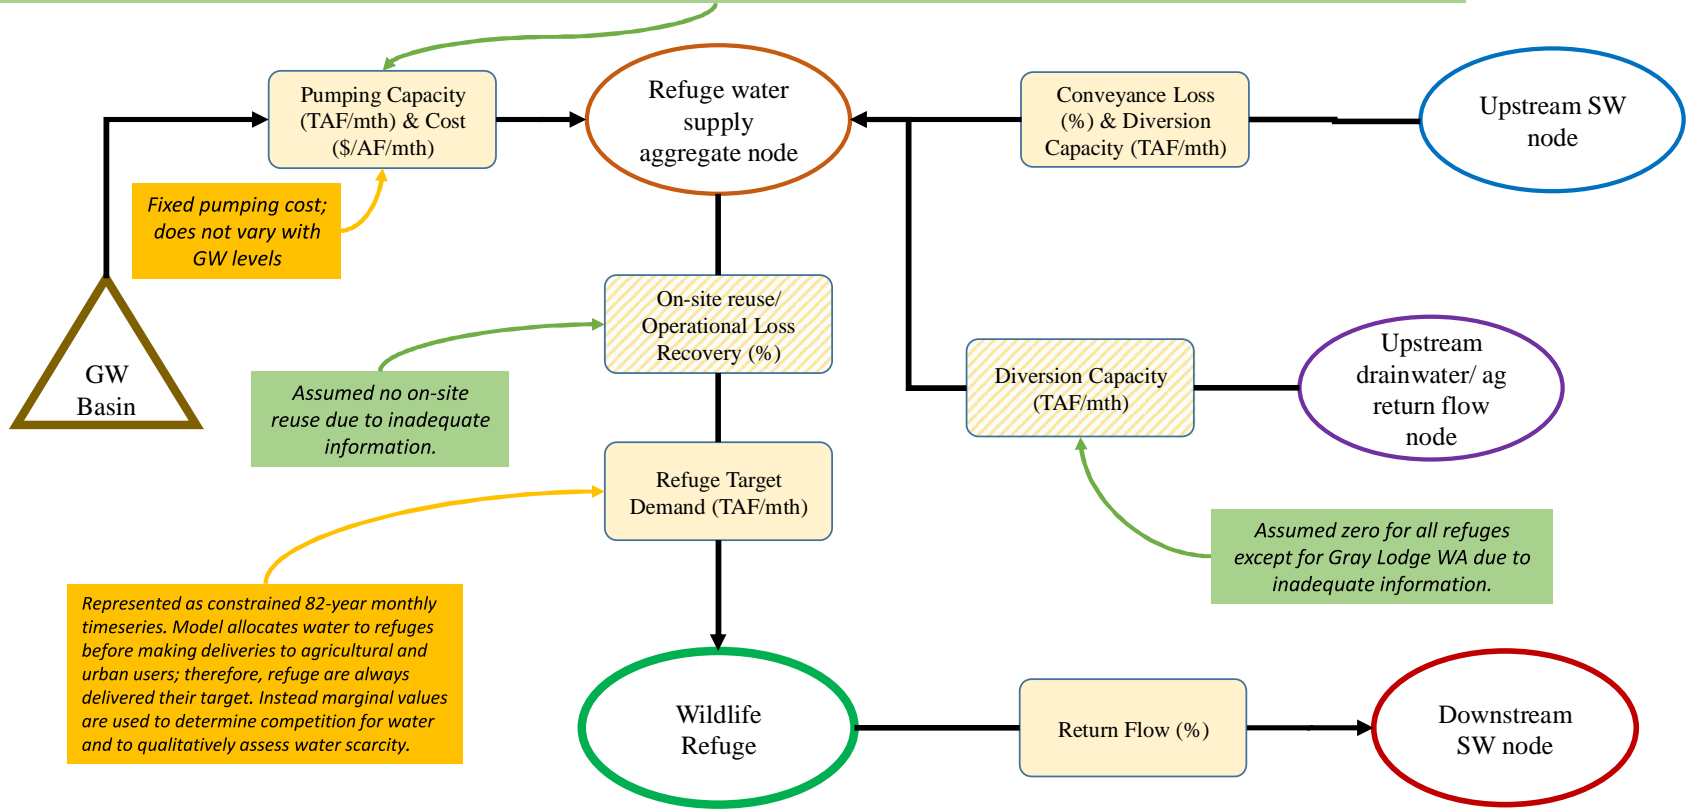 Pumping Capacity
(TAF/mth) & Cost
($/AF/mth)
Refuge water
supply
aggregate node
Conveyance Loss
(%) & Diversion
Capacity (TAF/mth)
Upstream SW
node
Fixed pumping cost;
does not vary with
GW levels
GW
Basin
On-site reuse/
Operational Loss
Recovery (%)
Assumed no on-site
reuse due to inadequate
information.
Diversion Capacity
(TAF/mth)
Upstream
drainwater/ ag
return flow
node
Refuge Target
Demand (TAF/mth)
Assumed zero for all refuges
except for Gray Lodge WA due to
inadequate information.
Represented as constrained 82-year monthly
timeseries. Model allocates water to refuges
before making deliveries to agricultural and
urban users; therefore, refuge are always
delivered their target. Instead marginal values
are used to determine competition for water
and to qualitatively assess water scarcity.
Wildlife
Refuge
Return Flow (%)
Downstream
SW node